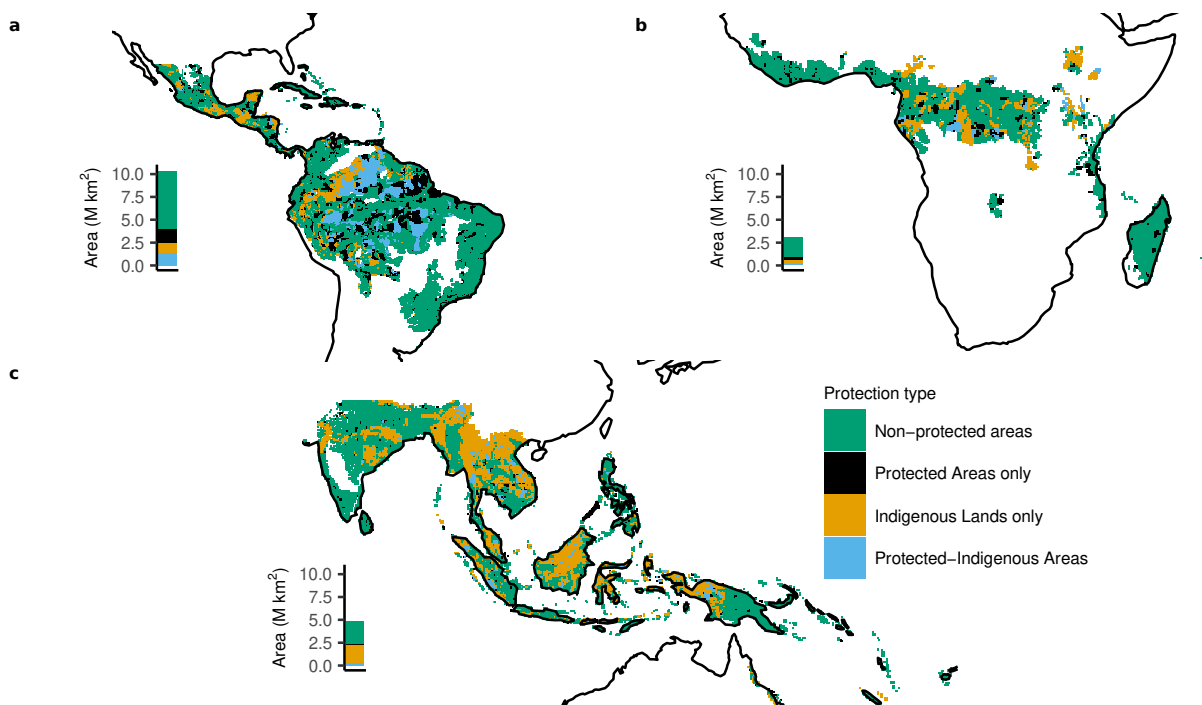 a
10.0
7.5
5.0
2.5
0.0
Area (M km²)
b
10.0
7.5
5.0
2.5
0.0
Area (M km²)
c
10.0
7.5
5.0
2.5
0.0
Area (M km²)
Protection type
Non−protected areas
Protected Areas only
Indigenous Lands only
Protected−Indigenous Areas